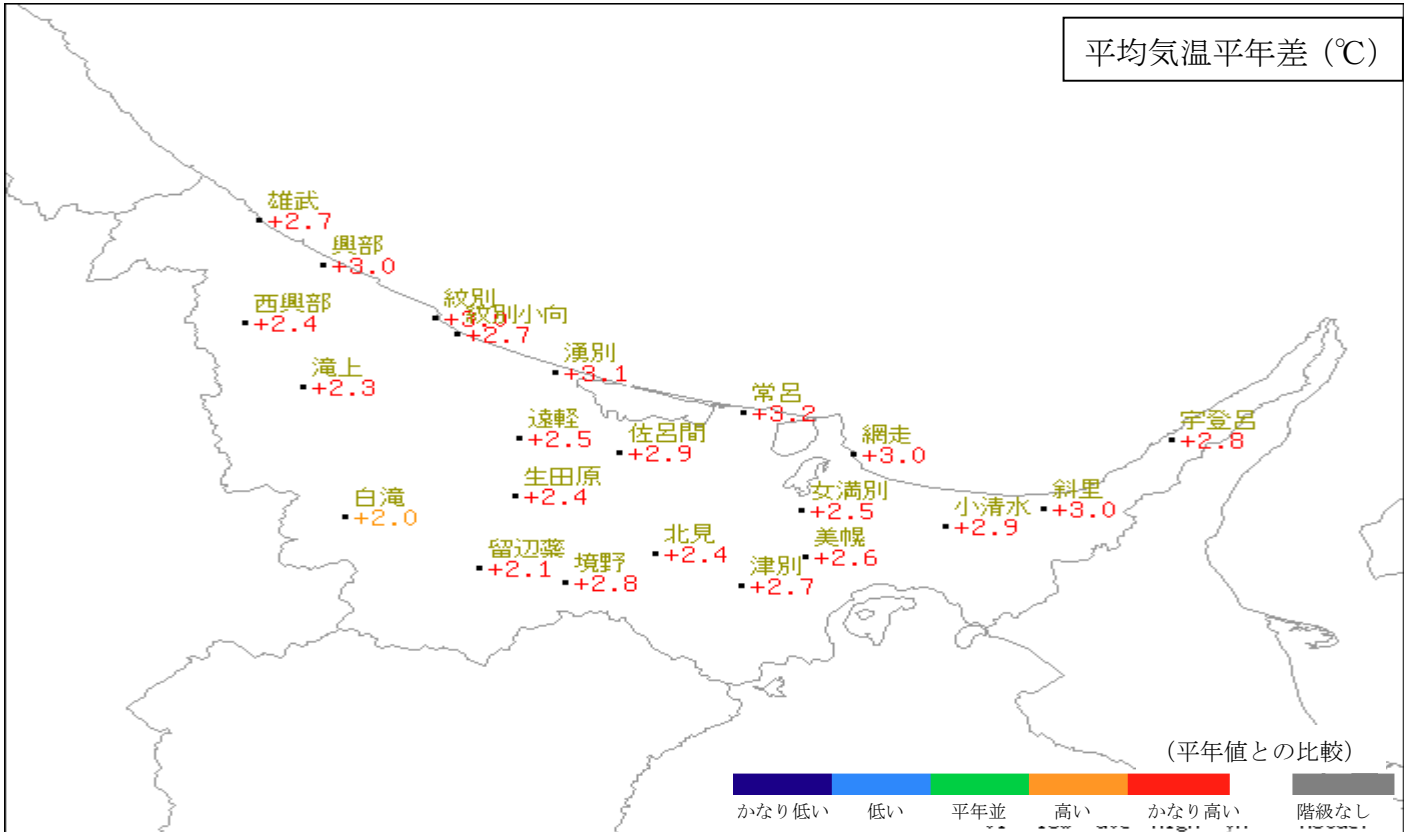 平均気温平年差（℃）
雄武
+2.7
興部
+3.0
西興部
+2.4
紋別
+3.0
紋別小向
+2.7
滝上
+2.3
湧別
+3.1
常呂
+3.2
遠軽
+2.5
佐呂間
+2.9
網走
+3.0
宇登呂
+2.8
生田原
+2.4
白滝
+2.0
女満別
+2.5
小清水
+2.9
斜里
+3.0
北見
+2.4
美幌
+2.6
留辺蘂
+2.1
境野
+2.8
津別
+2.7
（平年値との比較）
かなり低い 低い 平年並 高い かなり高い 階級なし